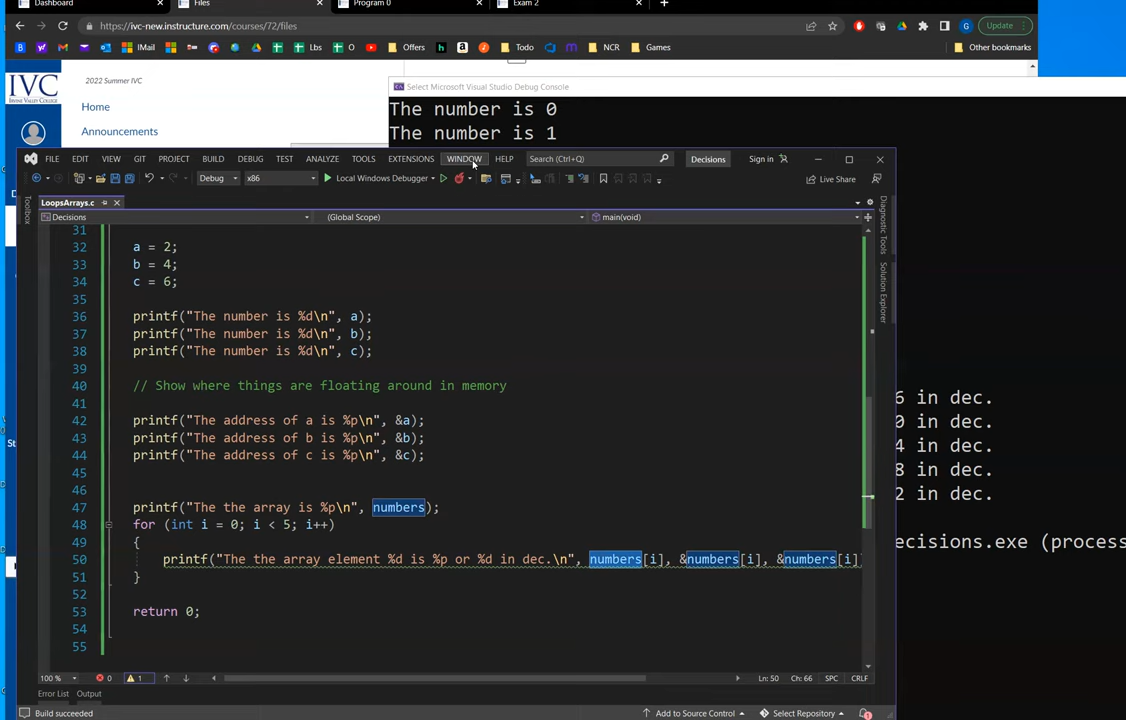 Dashboard Files Program 0 Exam 2
https://ivc-new.instructure.com/courses/72/files
Update
IMail Lbs O Offers Todo NCR Games Other bookmarks
IVC
IRVINE VALLEY
COLLEGE
2022 Summer IVC
Home
Announcements
Select Microsoft Visual Studio Debug Console
The number is 0
The number is 1
FILE EDIT VIEW GIT PROJECT BUILD DEBUG TEST ANALYZE TOOLS EXTENSIONS WINDOW HELP Search (Ctrl+Q) Decisions Sign in
Debug x86 Local Windows Debugger Live Share
LoopsArrays.c
Decisions (Global Scope) main(void)
Toolbox
Diagnostic Tools
Solution Explorer
31
32 a = 2;
33 b = 4;
34 c = 6;
35
36 printf("The number is %d\n", a);
37 printf("The number is %d\n", b);
38 printf("The number is %d\n", c);
39
40 // Show where things are floating around in memory
41
42 printf("The address of a is %p\n", &a);
43 printf("The address of b is %p\n", &b);
44 printf("The address of c is %p\n", &c);
45
46
47 printf("The the array is %p\n", numbers);
48 for (int i = 0; i < 5; i++)
49 {
50 printf("The the array element %d is %p or %d in dec.\n", numbers[i], &numbers[i], &numbers[i]
51 }
52
53 return 0;
54
55
6 in dec.
0 in dec.
4 in dec.
8 in dec.
2 in dec.
ecisions.exe (process
St
100 % 0 1 Ln: 50 Ch: 66 SPC CRLF
Error List Output
Build succeeded Add to Source Control Select Repository 1